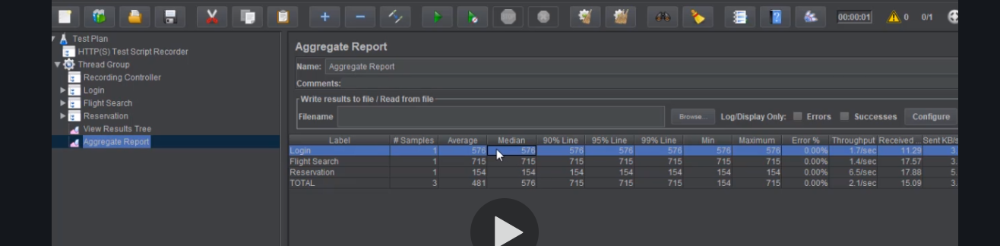 00:00:01 0 0/1
Test Plan
HTTP(S) Test Script Recorder
Thread Group
Recording Controller
Login
Flight Search
Reservation
View Results Tree
Aggregate Report
Aggregate Report
Name: Aggregate Report
Comments:
Write results to file / Read from file
Filename Browse... Log/Display Only: Errors Successes Configure
Label # Samples Average Median 90% Line 95% Line 99% Line Min Maximum Error % Throughput Received ... Sent KB/s
Login 1 576 576 576 576 576 576 576 0.00% 1.7/sec 11.29 3.
Flight Search 1 715 715 715 715 715 715 715 0.00% 1.4/sec 17.57 3.
Reservation 1 154 154 154 154 154 154 154 0.00% 6.5/sec 17.88 5.
TOTAL 3 481 576 715 715 715 154 715 0.00% 2.1/sec 15.09 3.